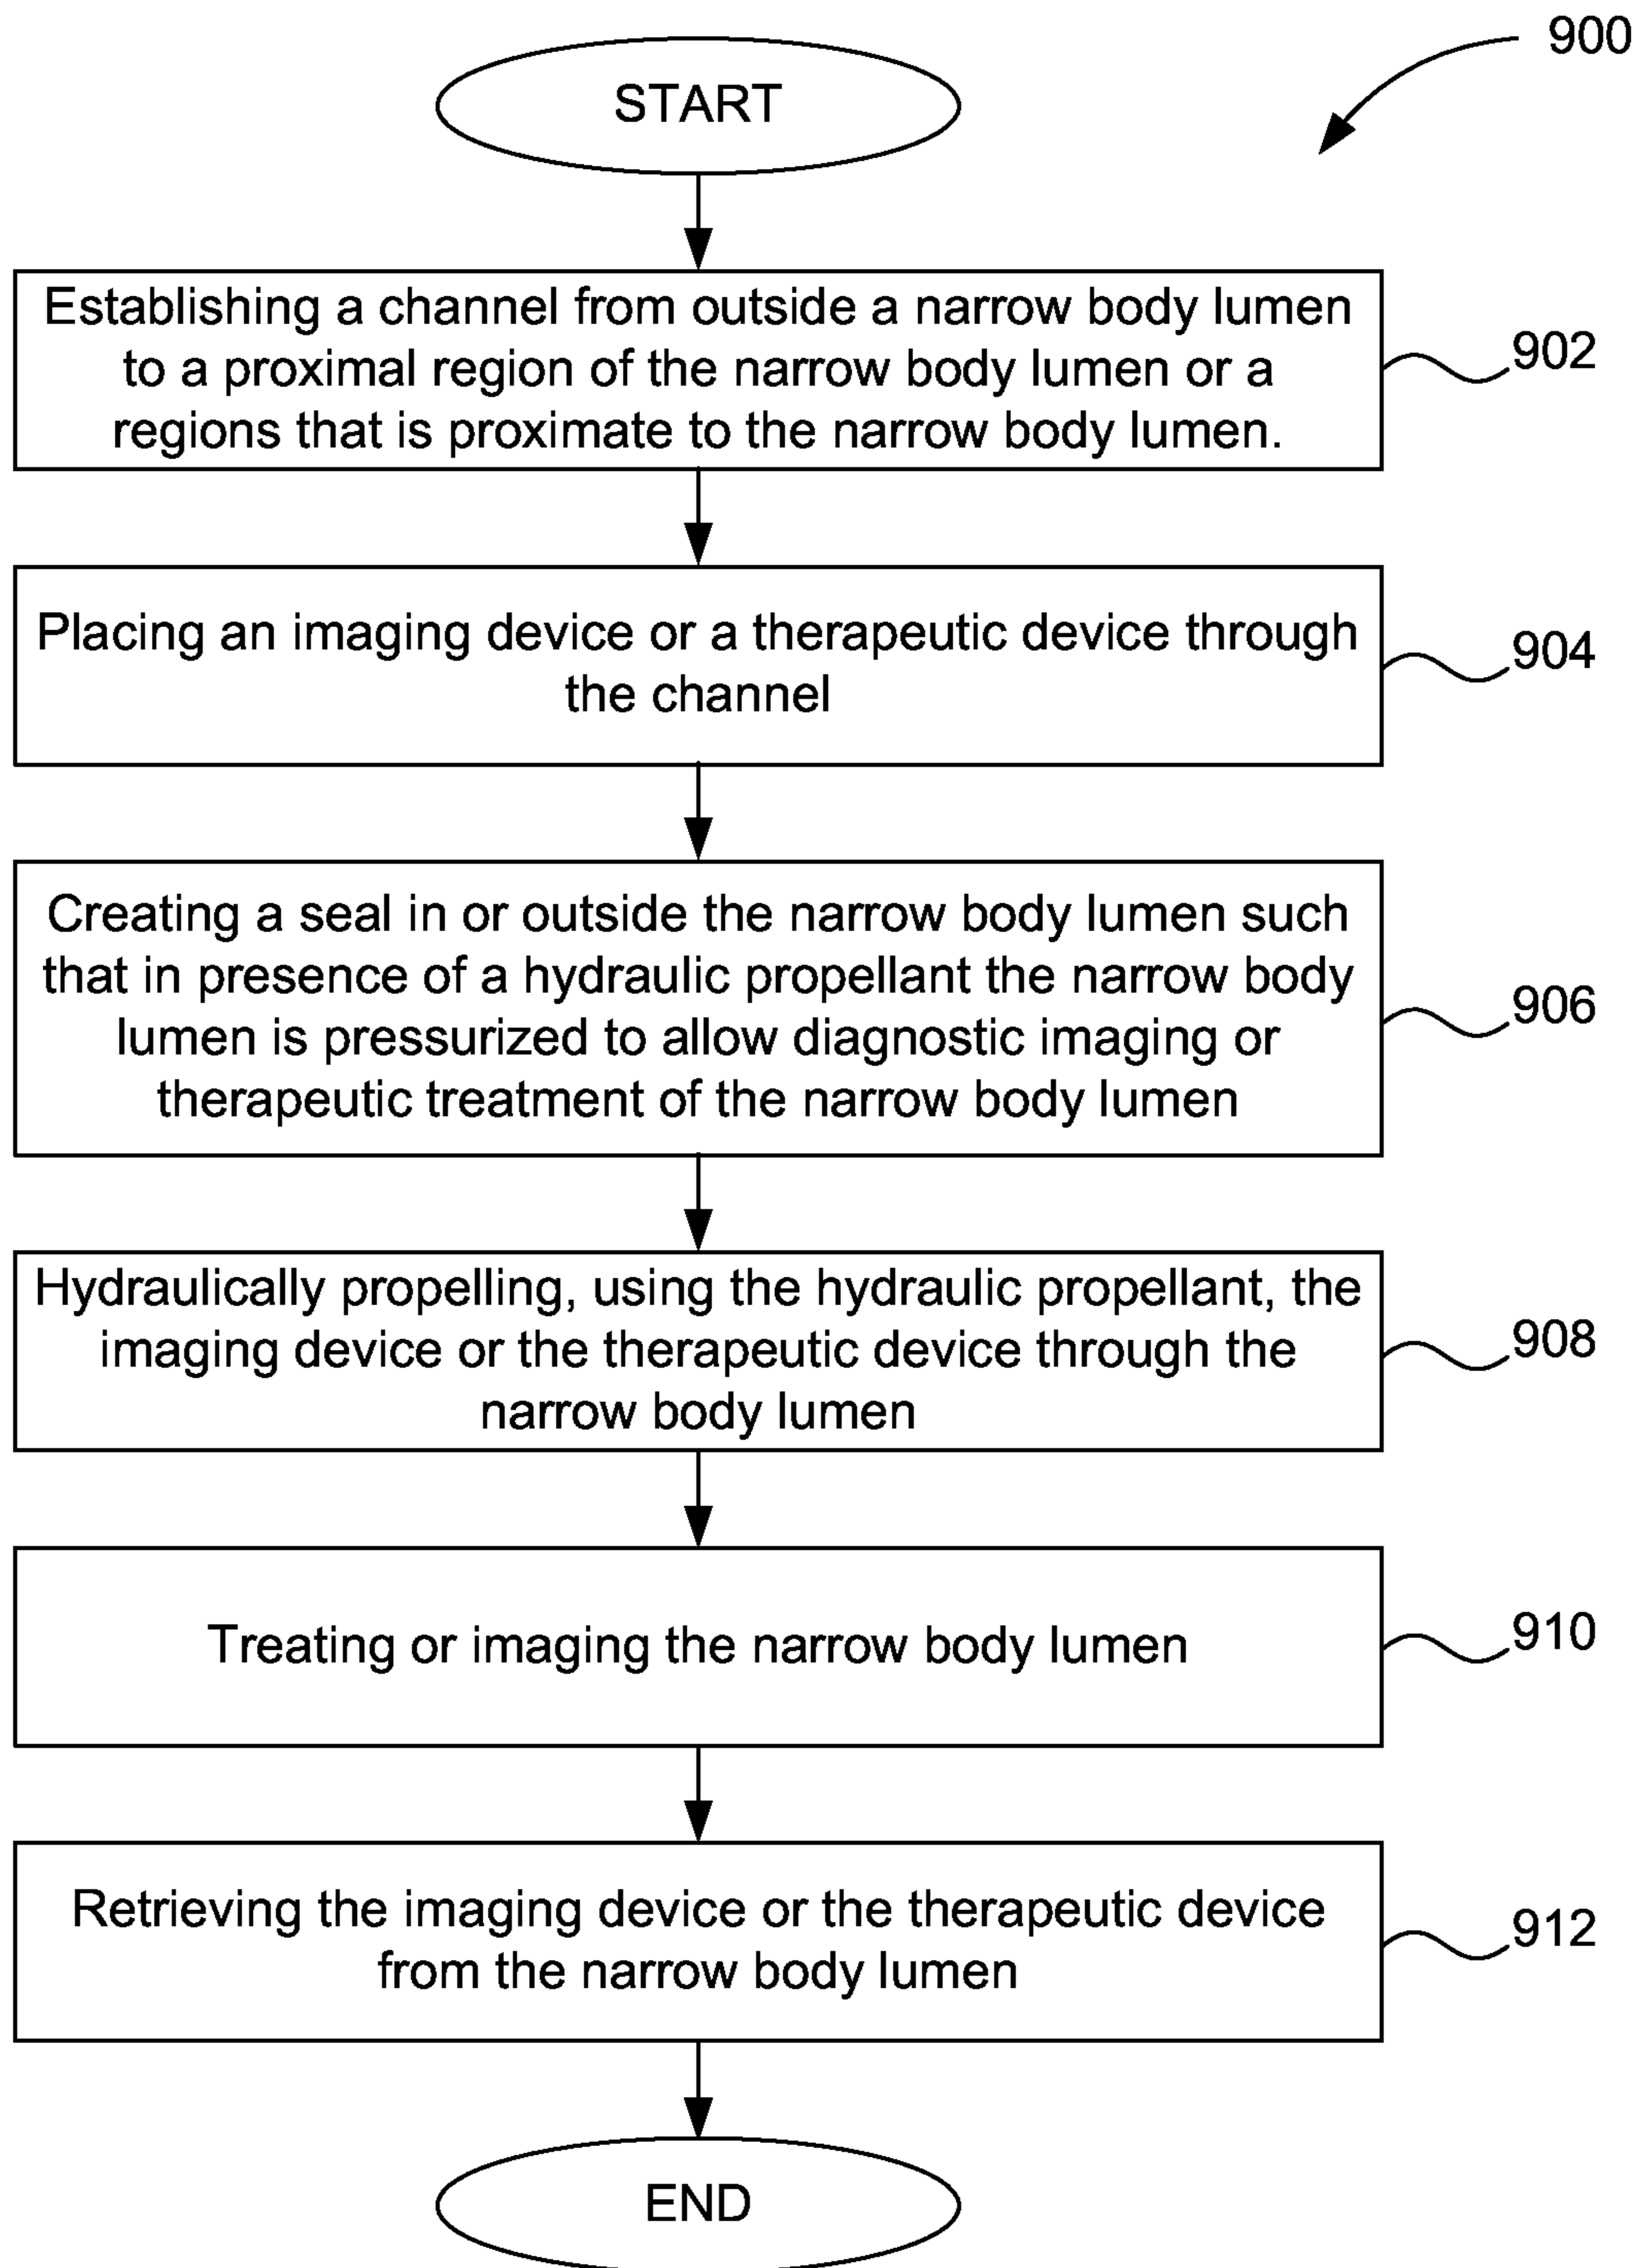 900
START
Establishing a channel from outside a narrow body lumen
to a proximal region of the narrow body lumen or a
regions that is proximate to the narrow body lumen.
902
Placing an imaging device or a therapeutic device through
the channel
904
Creating a seal in or outside the narrow body lumen such
that in presence of a hydraulic propellant the narrow body
lumen is pressurized to allow diagnostic imaging or
therapeutic treatment of the narrow body lumen
906
Hydraulically propelling, using the hydraulic propellant, the
imaging device or the therapeutic device through the
narrow body lumen
908
Treating or imaging the narrow body lumen
910
Retrieving the imaging device or the therapeutic device
from the narrow body lumen
912
END